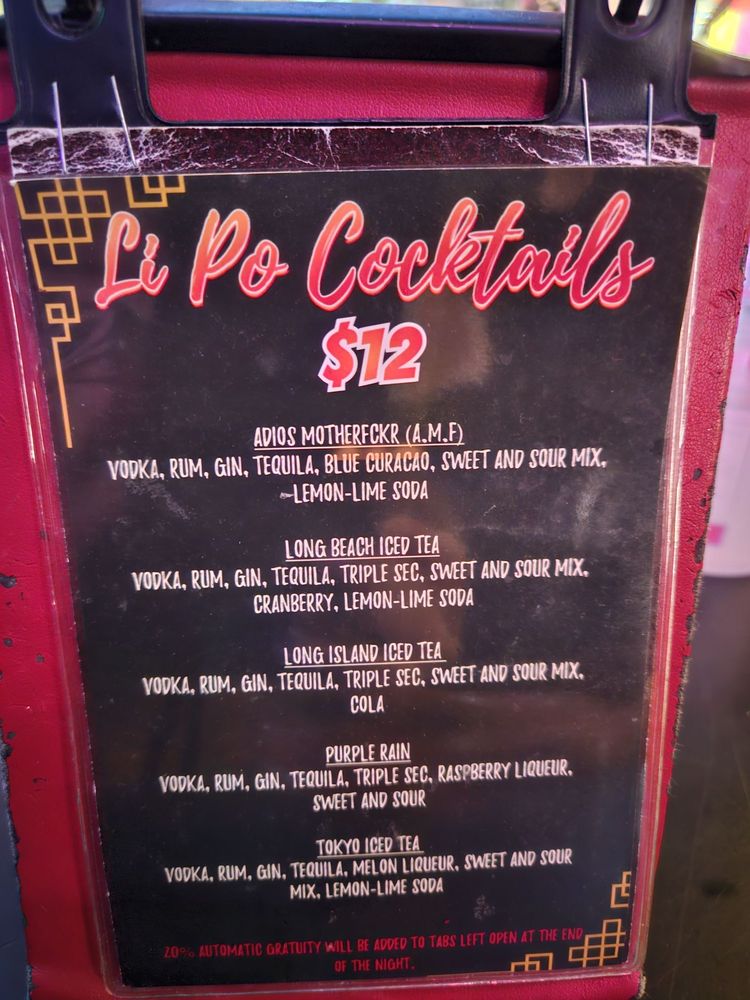 Li Po Cocktails
$12
ADIOS MOTHERFCKR (A.M.F)
VODKA, RUM, GIN, TEQUILA, BLUE CURACAO, SWEET AND SOUR MIX,
LEMON-LIME SODA
LONG BEACH ICED TEA
VODKA, RUM, GIN, TEQUILA, TRIPLE SEC, SWEET AND SOUR MIX,
CRANBERRY, LEMON-LIME SODA
LONG ISLAND ICED TEA
VODKA, RUM, GIN, TEQUILA, TRIPLE SEC, SWEET AND SOUR MIX,
COLA
PURPLE RAIN
VODKA, RUM, GIN, TEQUILA, TRIPLE SEC, RASPBERRY LIQUEUR,
SWEET AND SOUR
TOKYO ICED TEA
VODKA, RUM, GIN, TEQUILA, MELON LIQUEUR, SWEET AND SOUR
MIX, LEMON-LIME SODA
20% AUTOMATIC GRATUITY WILL BE ADDED TO TABS LEFT OPEN AT THE END
OF THE NIGHT.